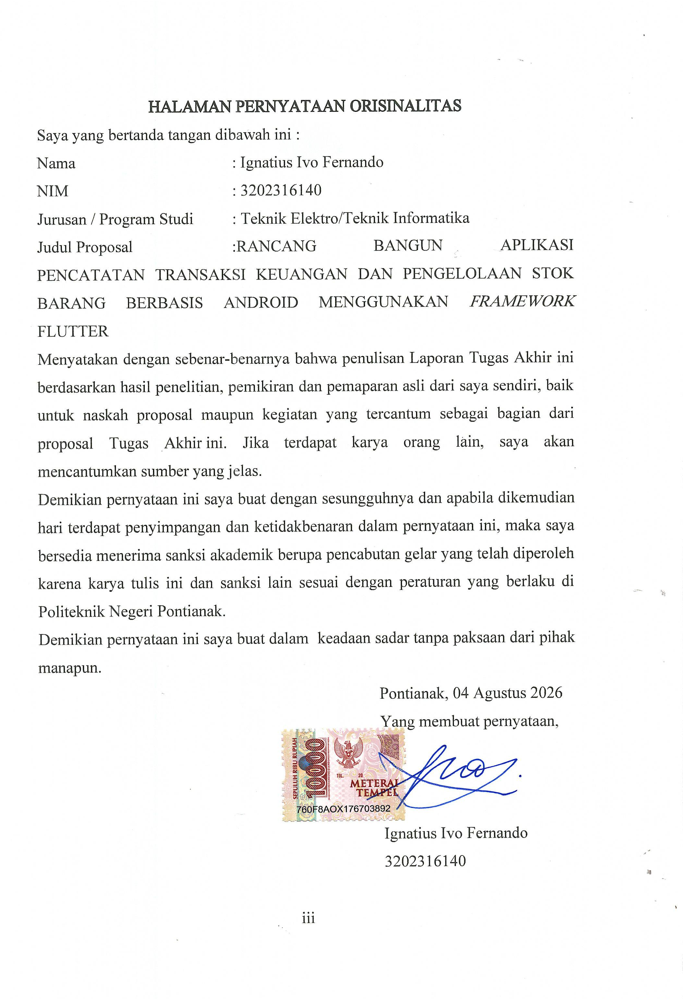 HALAMAN PERNYATAAN ORISINALITAS
Saya yang bertanda tangan dibawah ini :
Nama : Ignatius Ivo Fernando
NIM : 3202316140
Jurusan / Program Studi : Teknik Elektro/Teknik Informatika
Judul Proposal :RANCANG BANGUN APLIKASI
PENCATATAN TRANSAKSI KEUANGAN DAN PENGELOLAAN STOK
BARANG BERBASIS ANDROID MENGGUNAKAN FRAMEWORK
FLUTTER
Menyatakan dengan sebenar-benarnya bahwa penulisan Laporan Tugas Akhir ini
berdasarkan hasil penelitian, pemikiran dan pemaparan asli dari saya sendiri, baik
untuk naskah proposal maupun kegiatan yang tercantum sebagai bagian dari
proposal Tugas Akhir ini. Jika terdapat karya orang lain, saya akan
mencantumkan sumber yang jelas.
Demikian pernyataan ini saya buat dengan sesungguhnya dan apabila dikemudian
hari terdapat penyimpangan dan ketidakbenaran dalam pernyataan ini, maka saya
bersedia menerima sanksi akademik berupa pencabutan gelar yang telah diperoleh
karena karya tulis ini dan sanksi lain sesuai dengan peraturan yang berlaku di
Politeknik Negeri Pontianak.
Demikian pernyataan ini saya buat dalam keadaan sadar tanpa paksaan dari pihak
manapun.
Pontianak, 04 Agustus 2026
Yang membuat pernyataan,
SEPULUH RIBU RUPIAH
10000
TGL. 20
METERAI
TEMPEL
760F8AOX176703892
Ignatius Ivo Fernando
3202316140
iii